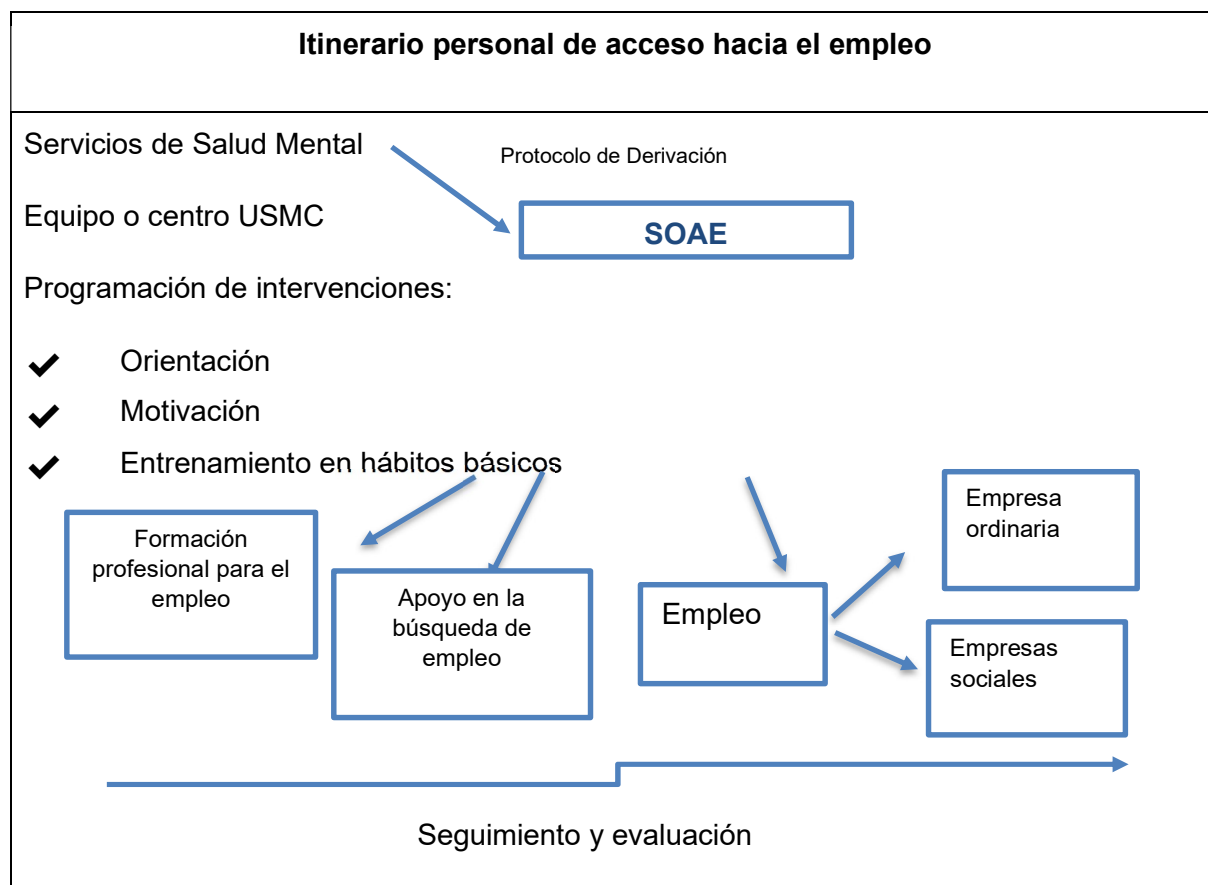 Itinerario personal de acceso hacia el empleo
Servicios de Salud Mental
Protocolo de Derivación
Equipo o centro USMC
SOAE
Programación de intervenciones:
✔ Orientación
✔ Motivación
✔ Entrenamiento en hábitos básicos
Formación
profesional para el
empleo
Apoyo en la
búsqueda de
empleo
Empleo
Empresa
ordinaria
Empresas
sociales
Seguimiento y evaluación